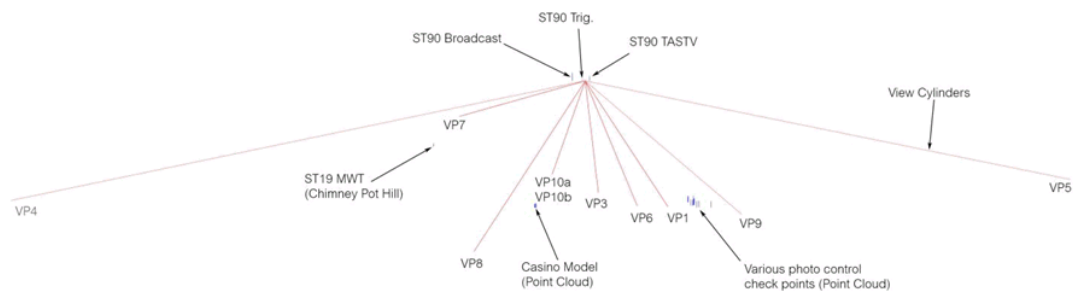 ST90 Trig.
ST90 Broadcast
ST90 TASTV
View Cylinders
VP7
ST19 MWT
(Chimney Pot Hill)
VP4
VP10a
VP10b
VP3
VP6
VP1
VP9
VP5
VP8
Casino Model
(Point Cloud)
Various photo control
check points (Point Cloud)